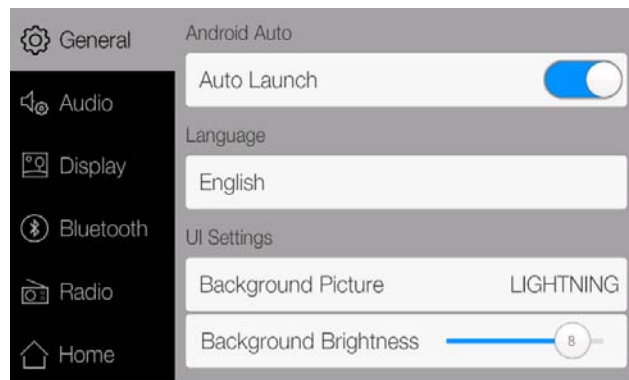 General
Audio
Display
Bluetooth
Radio
Home
Android Auto
Auto Launch
Language
English
UI Settings
Background Picture LIGHTNING
Background Brightness 8